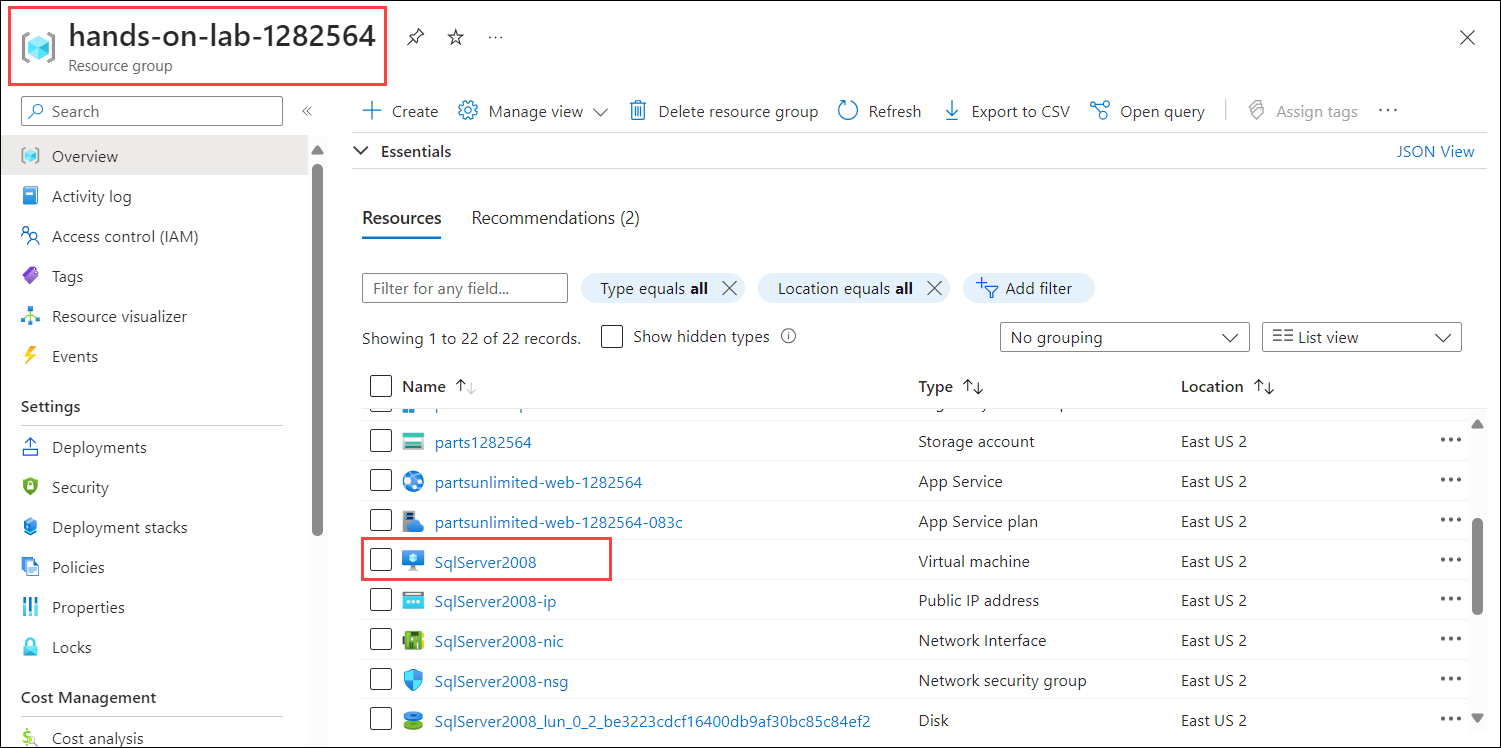 hands-on-lab-1282564
Resource group
Search
Create Manage view Delete resource group Refresh Export to CSV Open query Assign tags
Overview
Activity log
Access control (IAM)
Tags
Resource visualizer
Events
Settings
Deployments
Security
Deployment stacks
Policies
Properties
Locks
Cost Management
Cost analysis
Essentials JSON View
Resources Recommendations (2)
Filter for any field... Type equals all Location equals all Add filter
Showing 1 to 22 of 22 records. Show hidden types No grouping List view
Name Type Location
parts1282564 Storage account East US 2
partsunlimited-web-1282564 App Service East US 2
partsunlimited-web-1282564-083c App Service plan East US 2
SqlServer2008 Virtual machine East US 2
SqlServer2008-ip Public IP address East US 2
SqlServer2008-nic Network Interface East US 2
SqlServer2008-nsg Network security group East US 2
SqlServer2008_lun_0_2_be3223cdcf16400db9af30bc85c84ef2 Disk East US 2